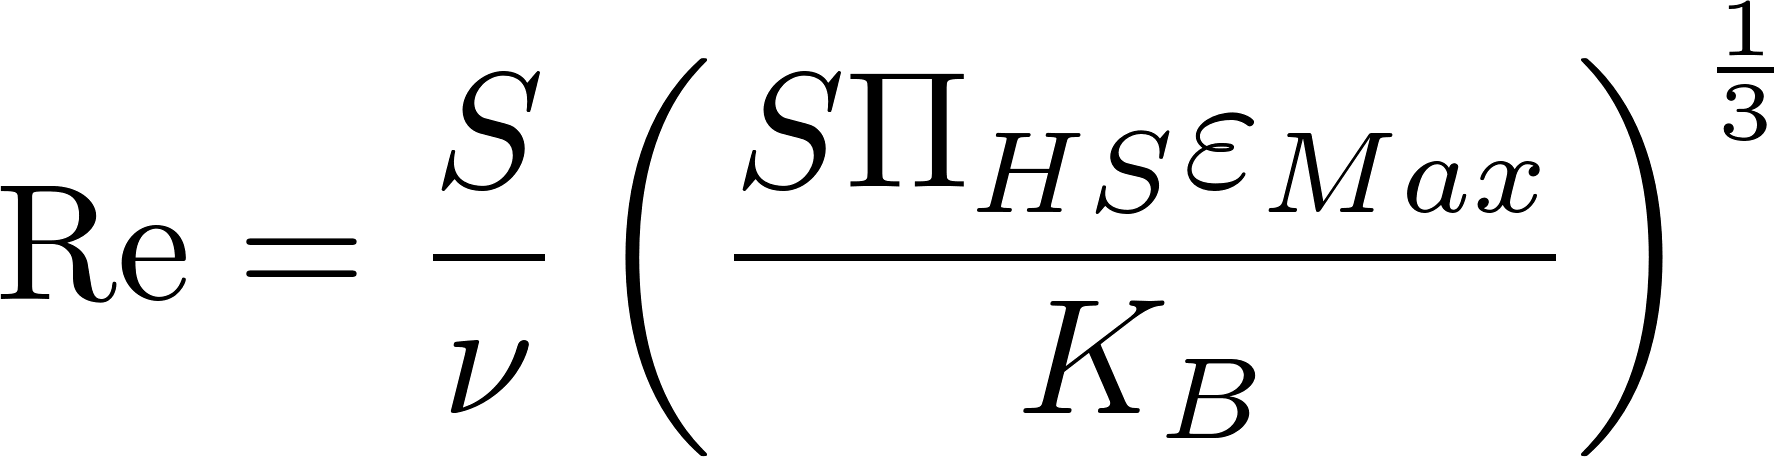 Re = \frac{S}{\nu} \left( \frac{S \Pi_{HS} \varepsilon_{Max}}{K_B} \right)^{\frac{1}{3}}